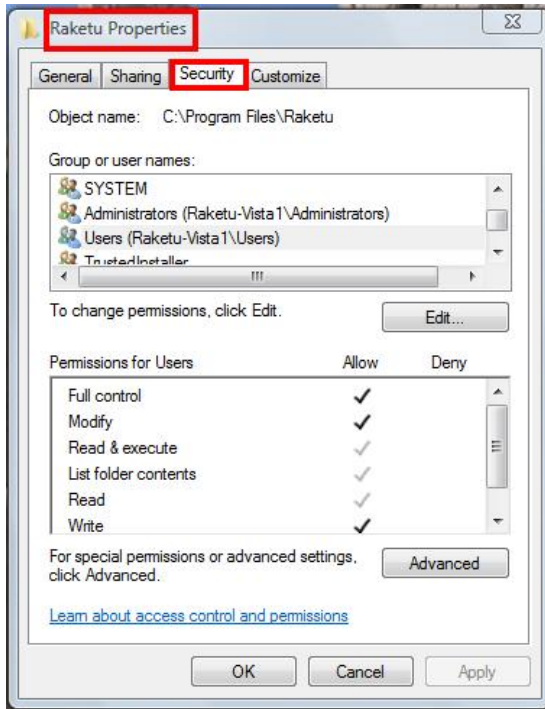 Raketu Properties
General Sharing Security Customize
Object name: C:\Program Files\Raketu
Group or user names:
SYSTEM
Administrators (Raketu-Vista1\Administrators)
Users (Raketu-Vista1\Users)
TrustedInstaller
To change permissions, click Edit.
Edit...
Permissions for Users Allow Deny
Full control
Modify
Read & execute
List folder contents
Read
Write
For special permissions or advanced settings,
click Advanced.
Advanced
Learn about access control and permissions
OK Cancel Apply